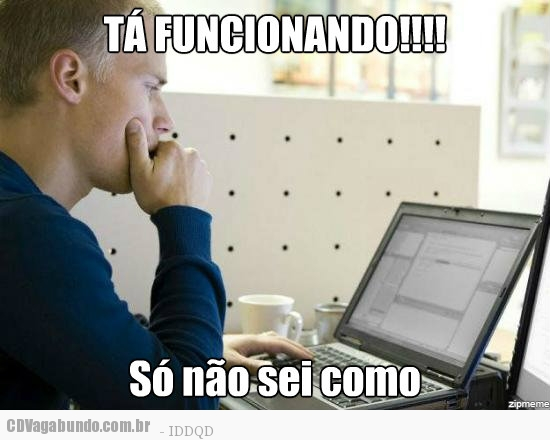 TÁ FUNCIONANDO!!!!
Só não sei como
zipmeme
CDVagabundo.com.br - IDDQD